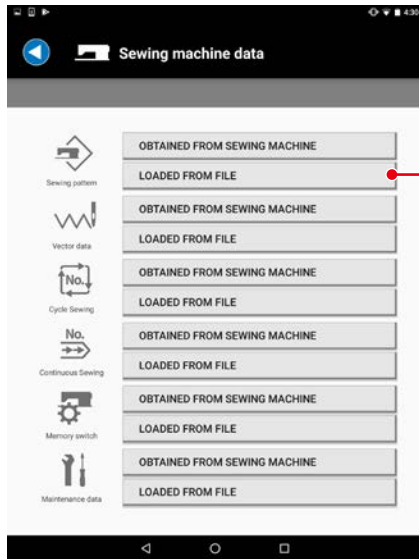 4:30
Sewing machine data
OBTAINED FROM SEWING MACHINE
LOADED FROM FILE
Sewing pattern
OBTAINED FROM SEWING MACHINE
LOADED FROM FILE
Vector data
OBTAINED FROM SEWING MACHINE
No.
LOADED FROM FILE
Cycle Sewing
OBTAINED FROM SEWING MACHINE
No.
LOADED FROM FILE
Continuous Sewing
OBTAINED FROM SEWING MACHINE
LOADED FROM FILE
Memory switch
OBTAINED FROM SEWING MACHINE
LOADED FROM FILE
Maintenance data